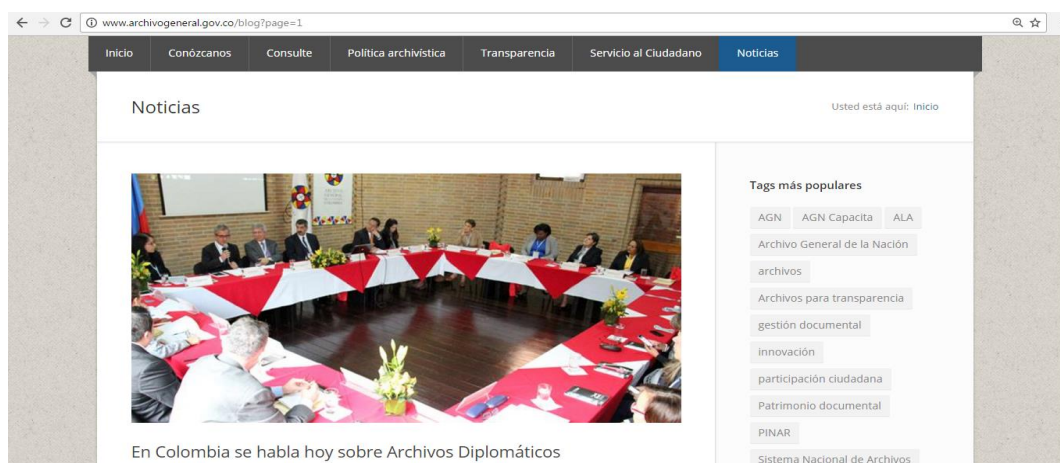 www.archivogeneral.gov.co/blog?page=1
Inicio Conózcanos Consulte Política archivística Transparencia Servicio al Ciudadano Noticias
Noticias
Usted está aquí: Inicio
En Colombia se habla hoy sobre Archivos Diplomáticos
Tags más populares
AGN AGN Capacita ALA
Archivo General de la Nación
archivos
Archivos para transparencia
gestión documental
innovación
participación ciudadana
Patrimonio documental
PINAR
Sistema Nacional de Archivos